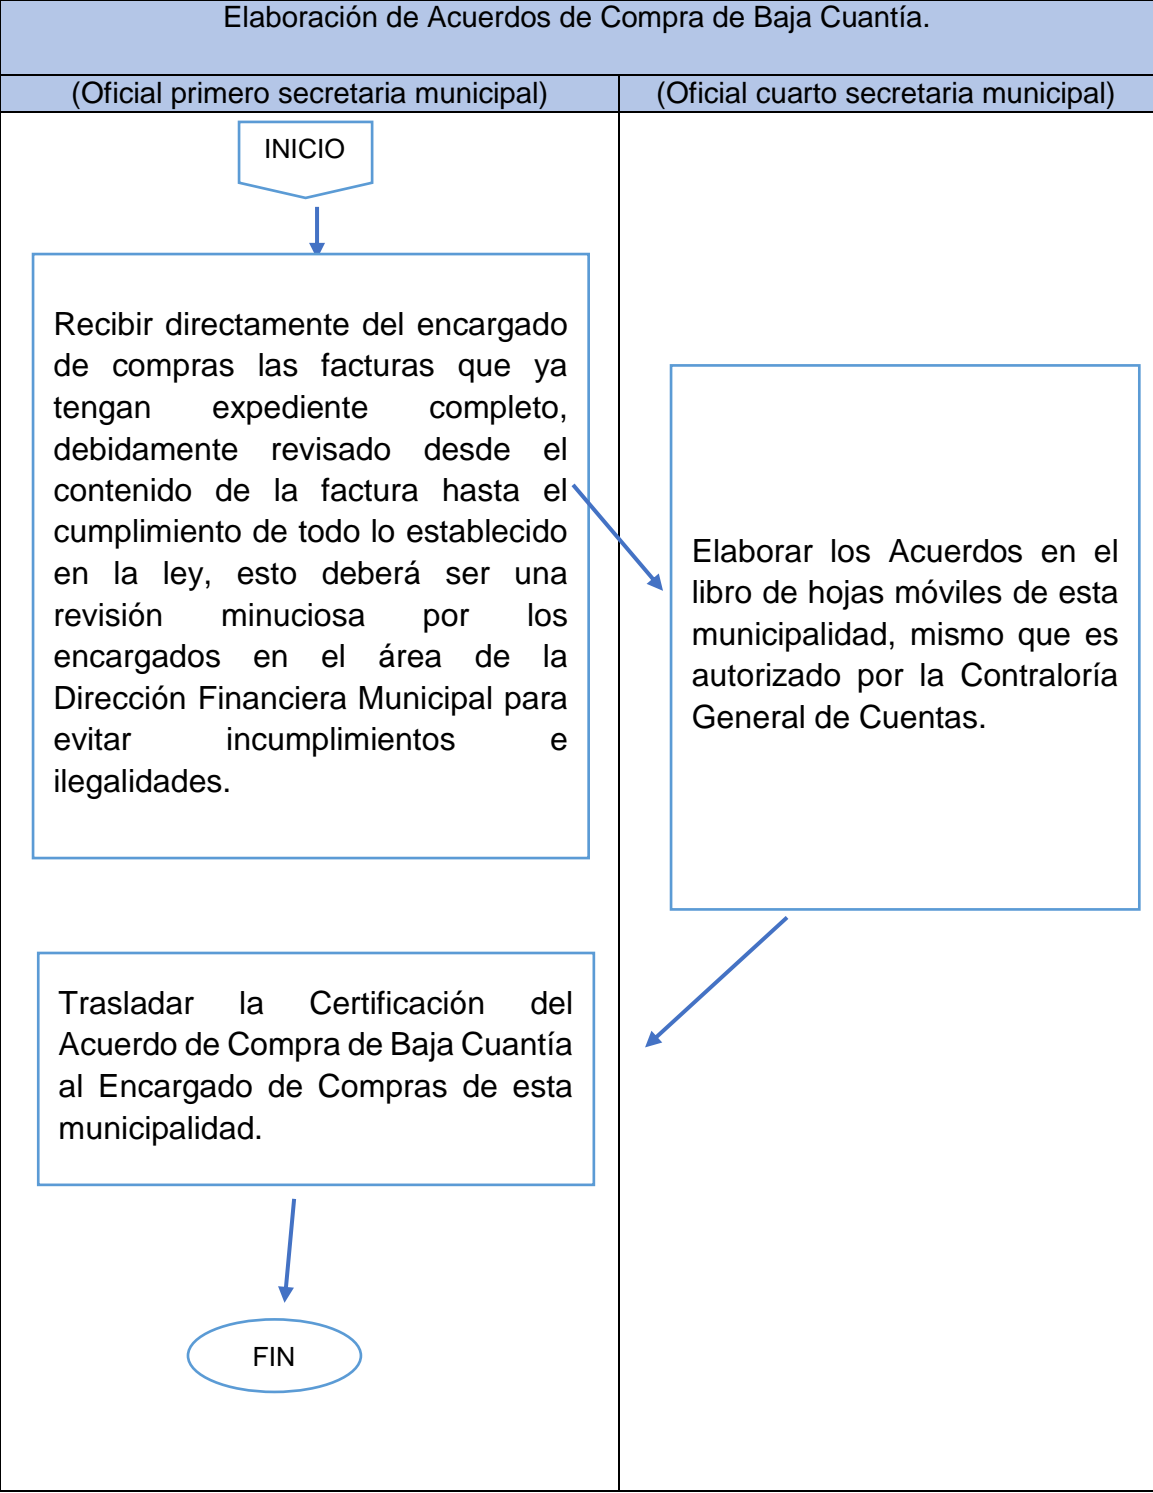 Elaboración de Acuerdos de Compra de Baja Cuantía.
(Oficial primero secretaria municipal)
(Oficial cuarto secretaria municipal)
INICIO
Recibir directamente del encargado
de compras las facturas que ya
tengan expediente completo,
debidamente revisado desde el
contenido de la factura hasta el
cumplimiento de todo lo establecido
en la ley, esto deberá ser una
revisión minuciosa por los
encargados en el área de la
Dirección Financiera Municipal para
evitar incumplimientos e
ilegalidades.
Elaborar los Acuerdos en el
libro de hojas móviles de esta
municipalidad, mismo que es
autorizado por la Contraloría
General de Cuentas.
Trasladar la Certificación del
Acuerdo de Compra de Baja Cuantía
al Encargado de Compras de esta
municipalidad.
FIN